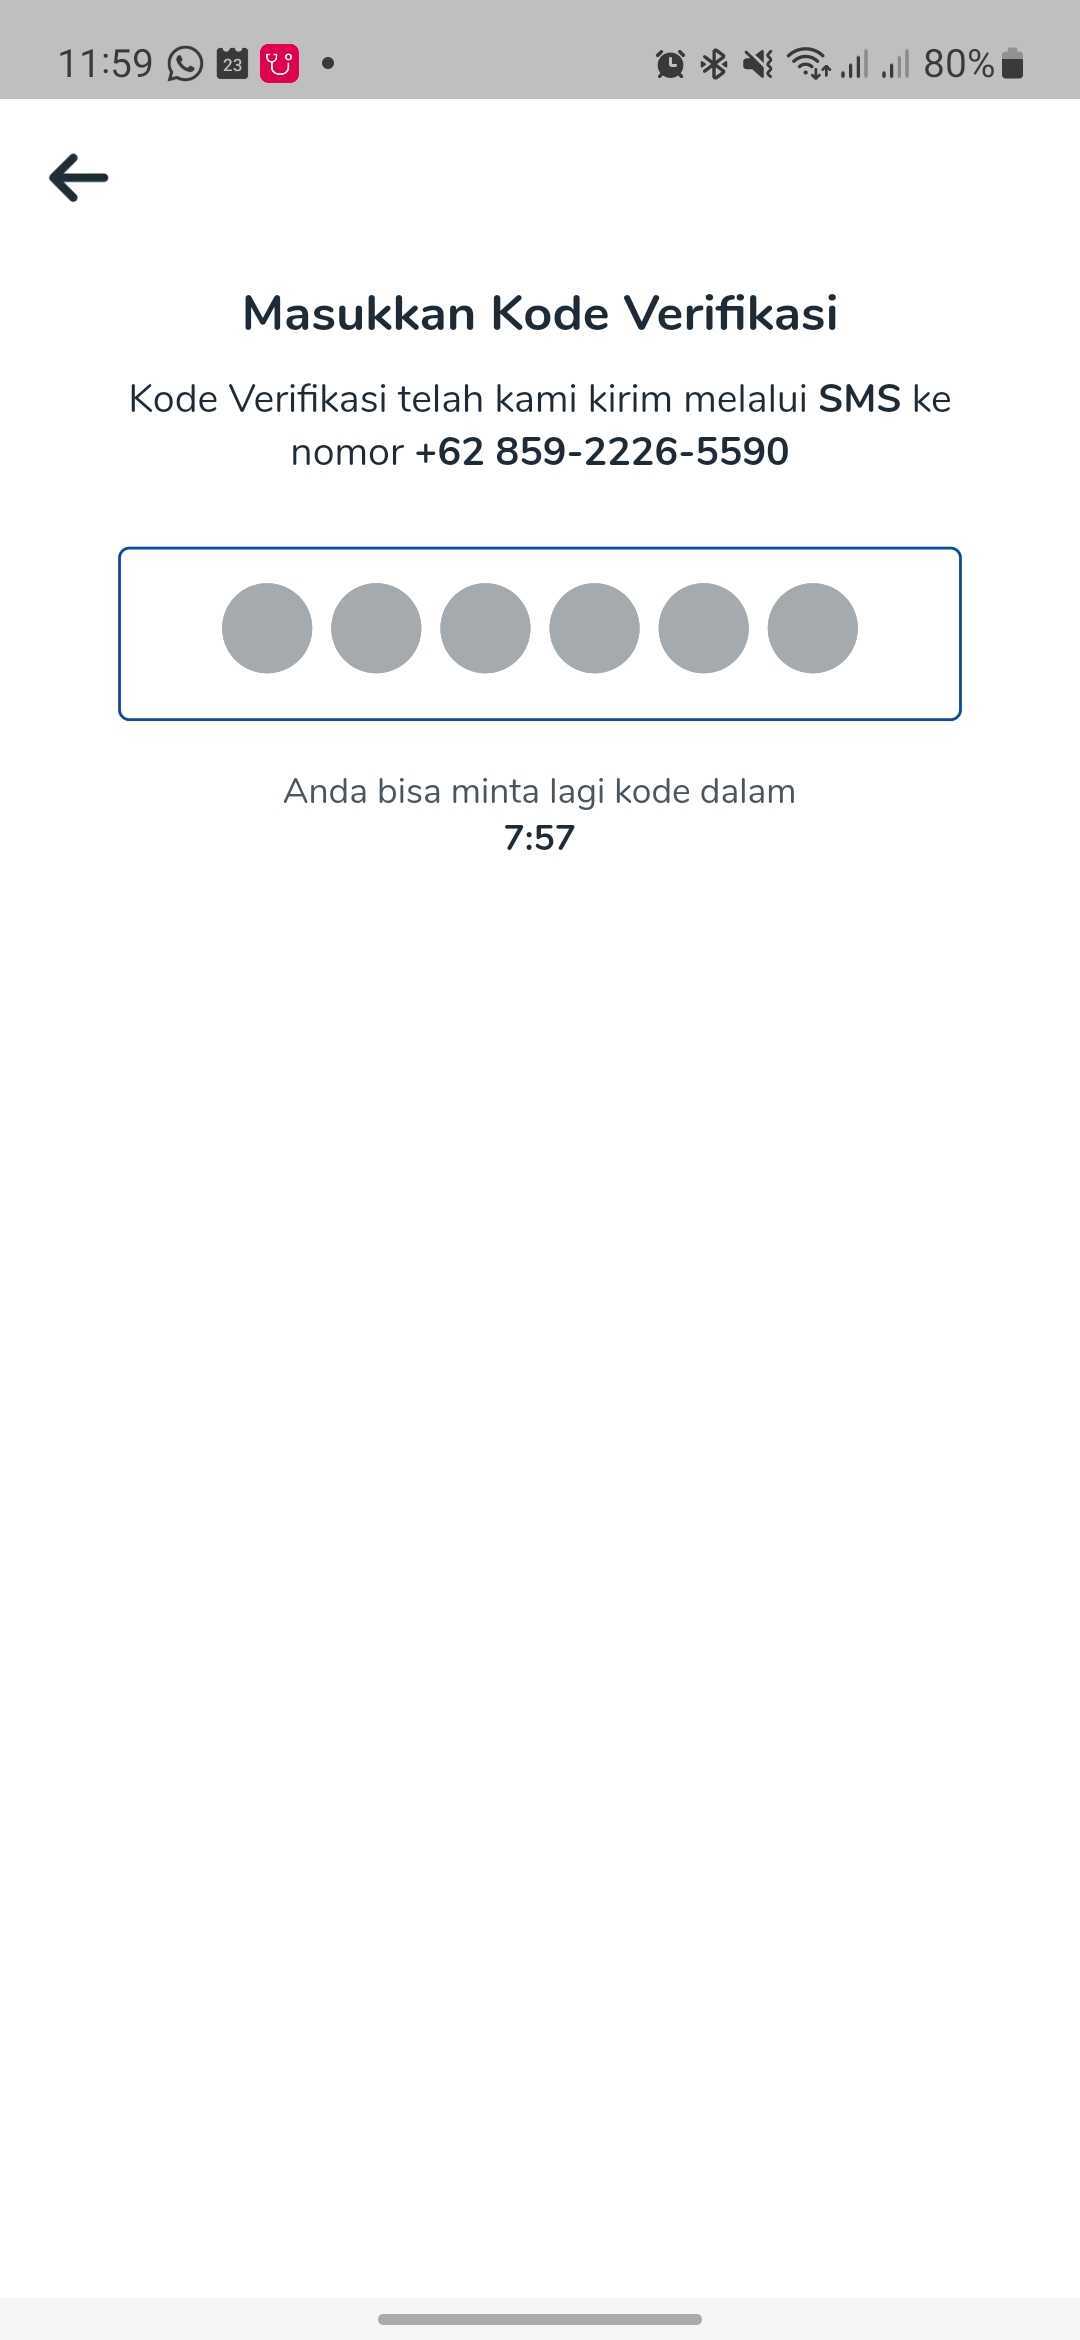 11:59
23
80%
Masukkan Kode Verifikasi
Kode Verifikasi telah kami kirim melalui SMS ke
nomor +62 859-2226-5590
Anda bisa minta lagi kode dalam
7:57